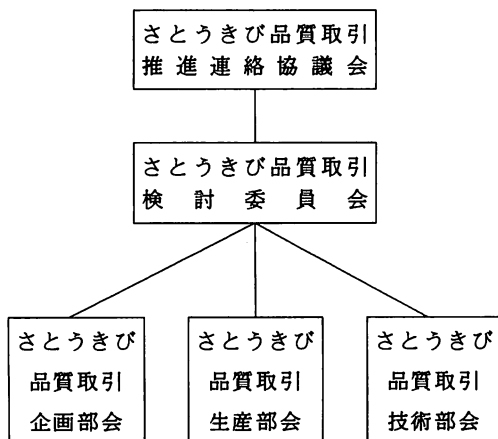 さとうきび品質取引
推進連絡協議会
さとうきび品質取引
検討委員会
さとうきび
品質取引
企画部会
さとうきび
品質取引
生産部会
さとうきび
品質取引
技術部会